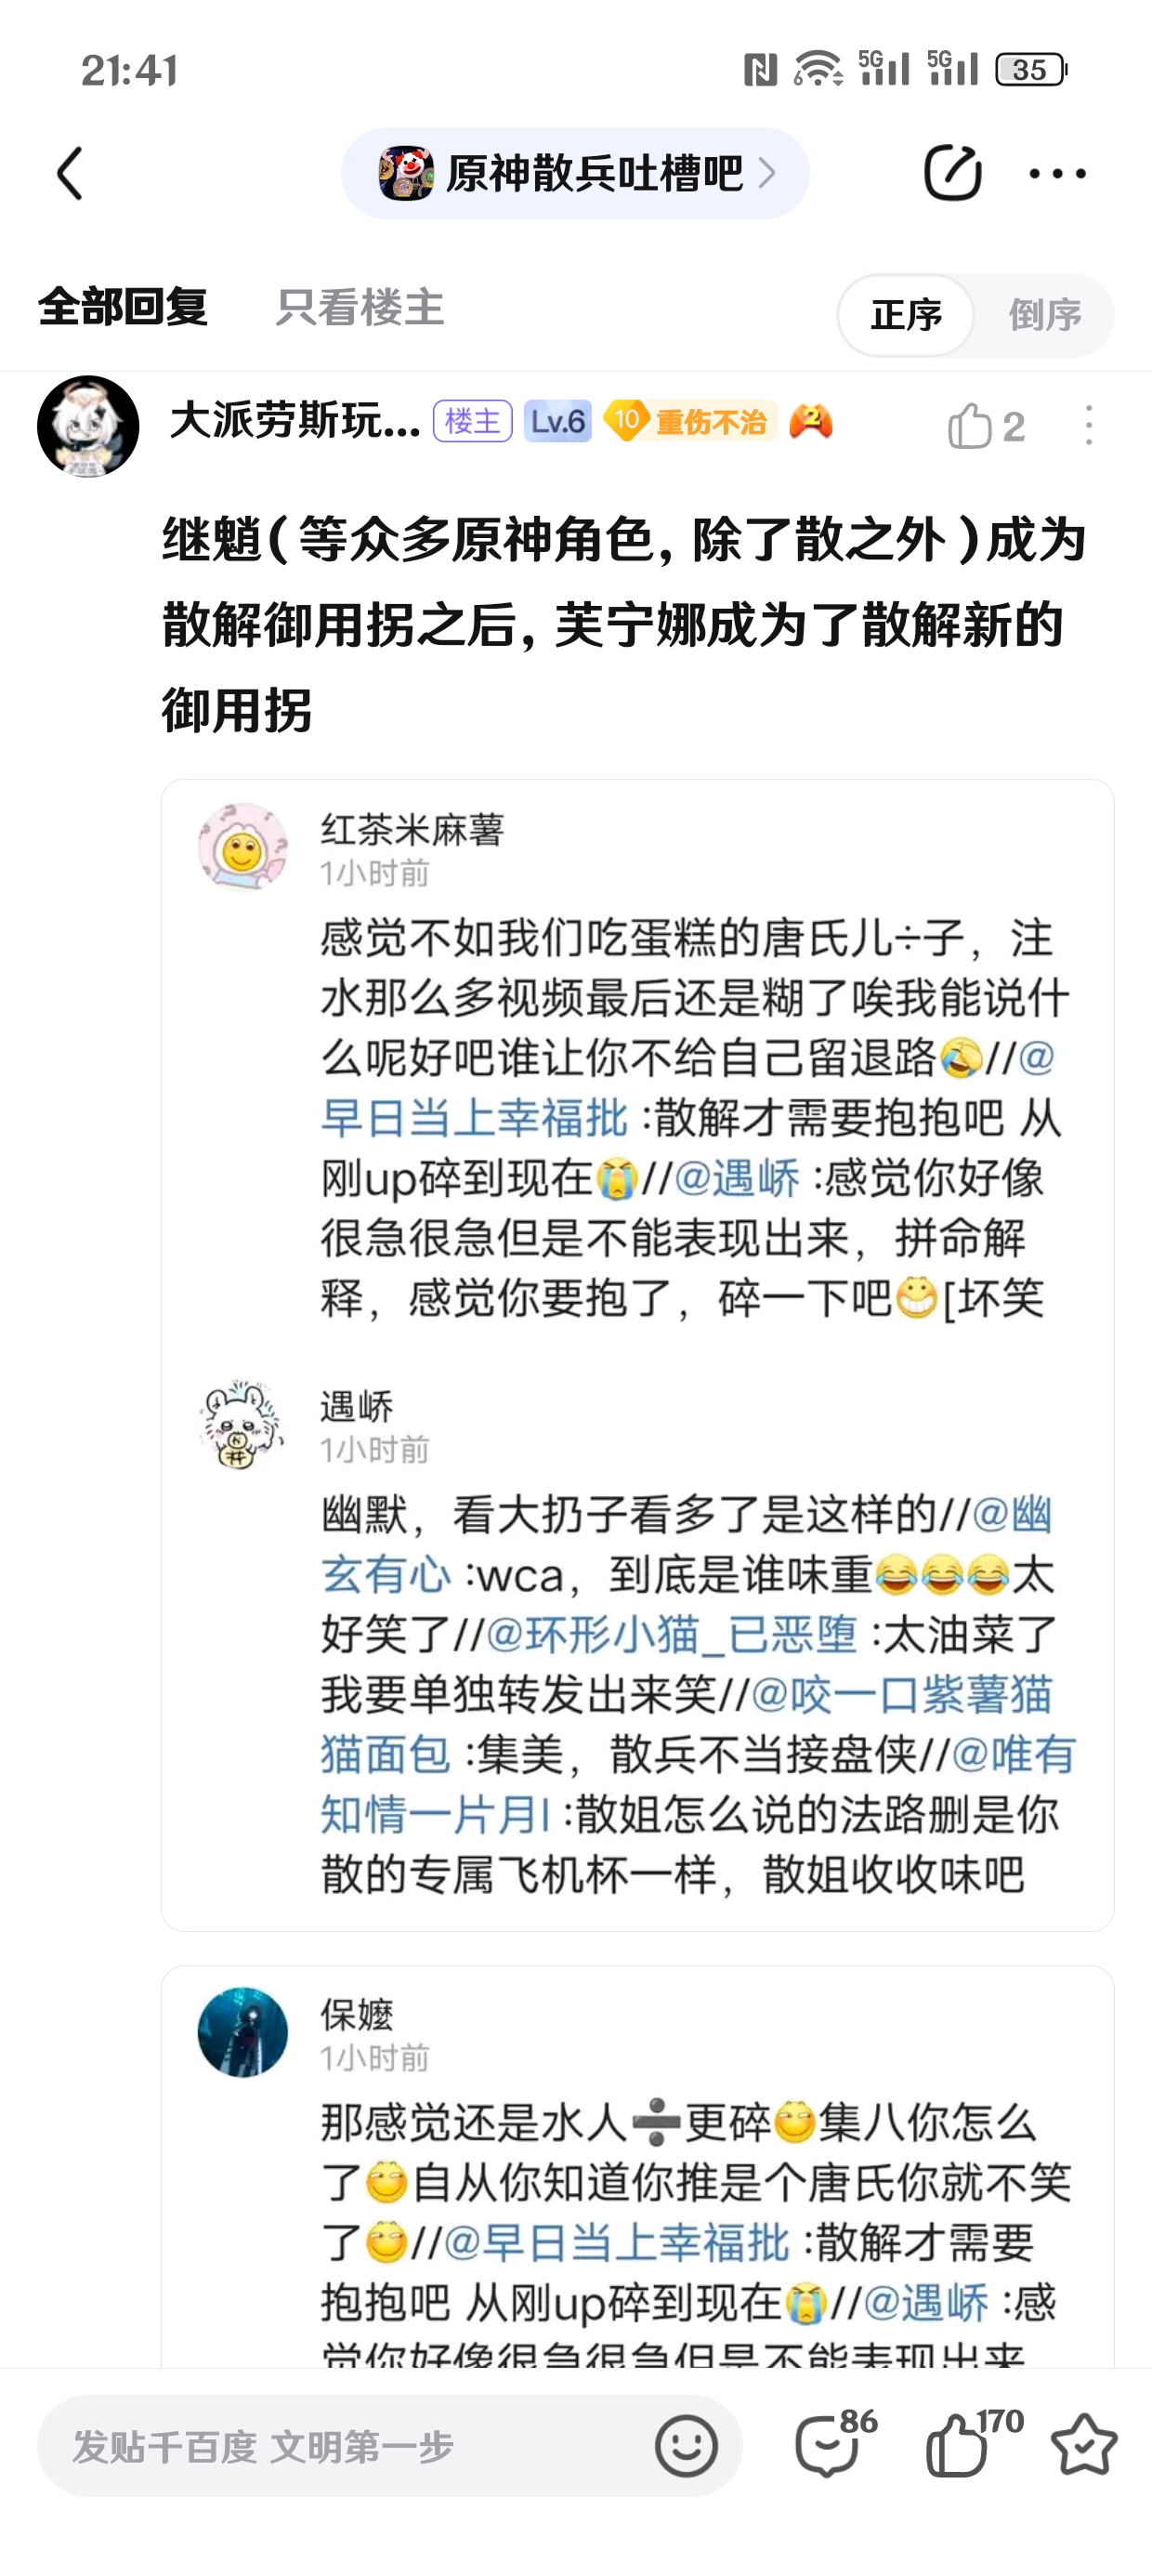 21:41
5G 5G 35
原神散兵吐槽吧
全部回复 只看楼主 正序 倒序
大派劳斯玩... 楼主 Lv.6 10 重伤不治 2 2
继魈(等众多原神角色,除了散之外)成为
散解御用拐之后,芙宁娜成为了散解新的
御用拐
红茶米麻薯
1小时前
感觉不如我们吃蛋糕的唐氏儿÷子，注
水那么多视频最后还是糊了唉我能说什
么呢好吧谁让你不给自己留退路🤣//@
早日当上幸福批 :散解才需要抱抱吧 从
刚up碎到现在😭//@遇峤 :感觉你好像
很急很急但是不能表现出来，拼命解
释，感觉你要抱了，碎一下吧😁[坏笑
遇峤
1小时前
幽默，看大扔子看多了是这样的//@幽
玄有心 :wca，到底是谁味重😂😂😂太
好笑了//@环形小猫_已恶堕 :太油菜了
我要单独转发出来笑//@咬一口紫薯猫
猫面包 :集美，散兵不当接盘侠//@唯有
知情一片月l :散姐怎么说的法路删是你
散的专属飞机杯一样，散姐收收味吧
保嬷
1小时前
那感觉还是水人➗更碎😊集八你怎么
了😊自从你知道你推是个唐氏你就不笑
了😊//@早日当上幸福批 :散解才需要
抱抱吧 从刚up碎到现在😭//@遇峤 :感
觉你好像很急很急但是不能表现出来
发贴千百度 文明第一步 86 170